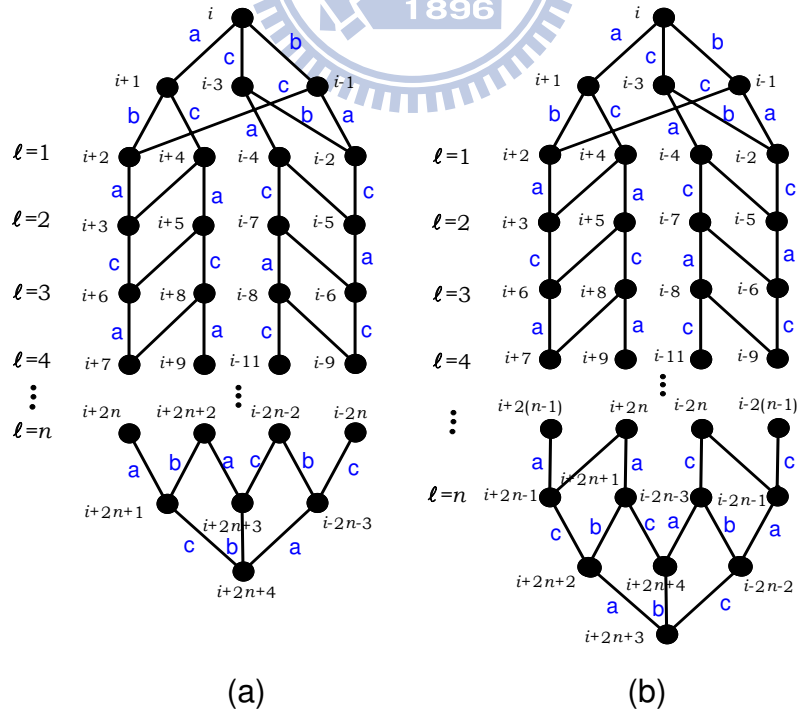 1896
i
a c b
i+1 i-3 i-1
b c a c b a
ℓ=1 i+2 i+4 i-4 i-2
a a c c
ℓ=2 i+3 i+5 i-7 i-5
c c a a
ℓ=3 i+6 i+8 i-8 i-6
a a c c
ℓ=4 i+7 i+9 i-11 i-9
⋮ ⋮
ℓ=n i+2n i+2n+2 i-2n-2 i-2n
a b a c b c
i+2n+1 i+2n+3 i-2n-3
c b a
i+2n+4
(a)
i
a c b
i+1 i-3 i-1
b c a c b a
ℓ=1 i+2 i+4 i-4 i-2
a a c c
ℓ=2 i+3 i+5 i-7 i-5
c c a a
ℓ=3 i+6 i+8 i-8 i-6
a a c c
ℓ=4 i+7 i+9 i-11 i-9
⋮ ⋮
i+2(n-1) i+2n i-2n i-2(n-1)
a a c c
ℓ=n i+2n-1 i+2n+1 i-2n-3 i-2n-1
c b c a b a
i+2n+2 i+2n+4 i-2n-2
a b c
i+2n+3
(b)